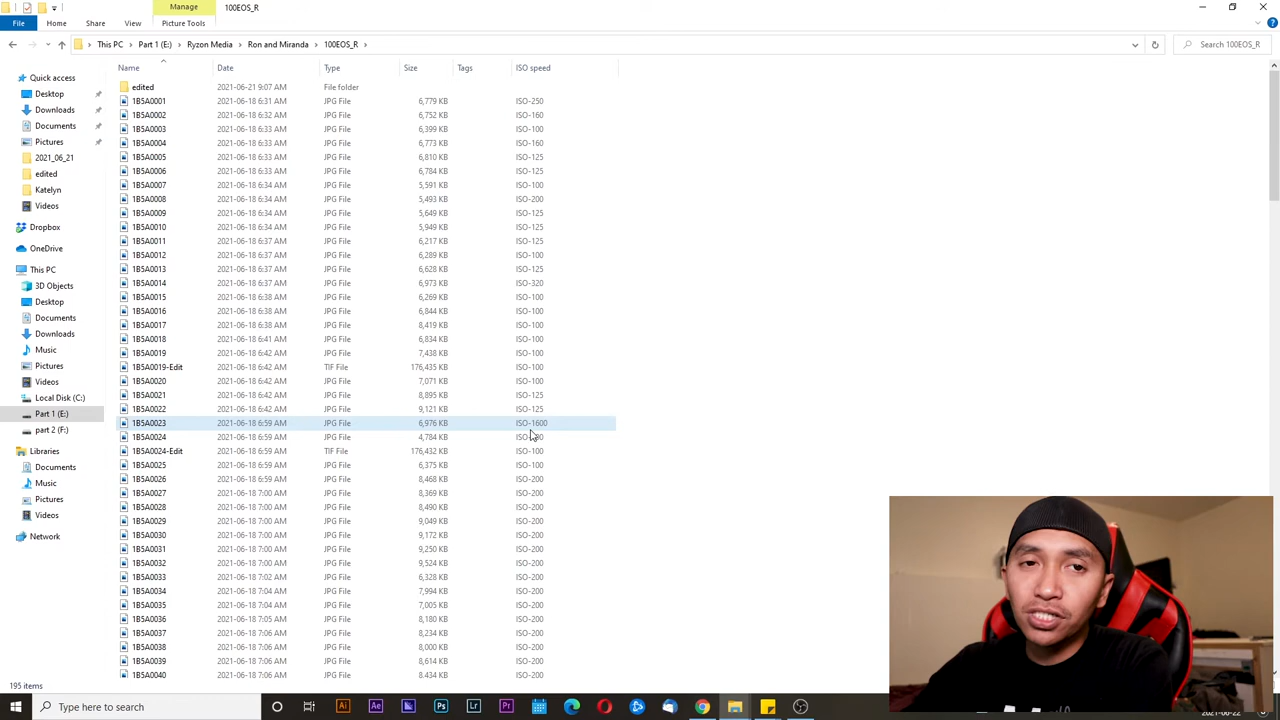 Manage
100EOS_R
File
Home
Share
View
Picture Tools
This PC
Part 1 (E:)
Ryzon Media
Ron and Miranda
100EOS_R
Search 100EOS_R
Name Date Type Size Tags ISO speed
Quick access
Desktop
Downloads
Documents
Pictures
2021_06_21
edited
Katelyn
Videos
Dropbox
OneDrive
This PC
3D Objects
Desktop
Documents
Downloads
Music
Pictures
Videos
Local Disk (C:)
Part 1 (E:)
part 2 (F:)
Libraries
Documents
Music
Pictures
Videos
Network
edited 2021-06-21 9:07 AM File folder
1B5A0001 2021-06-18 6:31 AM JPG File 6,779 KB ISO-250
1B5A0002 2021-06-18 6:32 AM JPG File 6,752 KB ISO-160
1B5A0003 2021-06-18 6:33 AM JPG File 6,399 KB ISO-100
1B5A0004 2021-06-18 6:33 AM JPG File 6,773 KB ISO-160
1B5A0005 2021-06-18 6:33 AM JPG File 6,810 KB ISO-125
1B5A0006 2021-06-18 6:33 AM JPG File 6,784 KB ISO-125
1B5A0007 2021-06-18 6:34 AM JPG File 5,591 KB ISO-100
1B5A0008 2021-06-18 6:34 AM JPG File 5,493 KB ISO-200
1B5A0009 2021-06-18 6:34 AM JPG File 5,649 KB ISO-125
1B5A0010 2021-06-18 6:37 AM JPG File 5,949 KB ISO-125
1B5A0011 2021-06-18 6:37 AM JPG File 6,217 KB ISO-125
1B5A0012 2021-06-18 6:37 AM JPG File 6,289 KB ISO-100
1B5A0013 2021-06-18 6:37 AM JPG File 6,628 KB ISO-125
1B5A0014 2021-06-18 6:37 AM JPG File 6,973 KB ISO-320
1B5A0015 2021-06-18 6:38 AM JPG File 6,269 KB ISO-100
1B5A0016 2021-06-18 6:38 AM JPG File 6,844 KB ISO-100
1B5A0017 2021-06-18 6:38 AM JPG File 8,419 KB ISO-100
1B5A0018 2021-06-18 6:41 AM JPG File 6,834 KB ISO-100
1B5A0019 2021-06-18 6:42 AM JPG File 7,438 KB ISO-100
1B5A0019-Edit 2021-06-18 6:42 AM TIF File 176,435 KB ISO-100
1B5A0020 2021-06-18 6:42 AM JPG File 7,071 KB ISO-100
1B5A0021 2021-06-18 6:42 AM JPG File 8,895 KB ISO-125
1B5A0022 2021-06-18 6:42 AM JPG File 9,121 KB ISO-125
1B5A0023 2021-06-18 6:59 AM JPG File 6,976 KB ISO-1600
1B5A0024 2021-06-18 6:59 AM JPG File 4,784 KB
1B5A0024-Edit 2021-06-18 6:59 AM TIF File 176,432 KB ISO-100
1B5A0025 2021-06-18 6:59 AM JPG File 6,375 KB ISO-100
1B5A0026 2021-06-18 6:59 AM JPG File 8,468 KB ISO-200
1B5A0027 2021-06-18 7:00 AM JPG File 8,369 KB ISO-200
1B5A0028 2021-06-18 7:00 AM JPG File 8,490 KB ISO-200
1B5A0029 2021-06-18 7:00 AM JPG File 9,049 KB ISO-200
1B5A0030 2021-06-18 7:00 AM JPG File 9,172 KB ISO-200
1B5A0031 2021-06-18 7:00 AM JPG File 9,250 KB ISO-200
1B5A0032 2021-06-18 7:00 AM JPG File 9,524 KB ISO-200
1B5A0033 2021-06-18 7:02 AM JPG File 6,328 KB ISO-200
1B5A0034 2021-06-18 7:04 AM JPG File 7,994 KB ISO-200
1B5A0035 2021-06-18 7:04 AM JPG File 7,005 KB ISO-200
1B5A0036 2021-06-18 7:05 AM JPG File 8,180 KB ISO-200
1B5A0037 2021-06-18 7:06 AM JPG File 8,234 KB ISO-200
1B5A0038 2021-06-18 7:06 AM JPG File 8,000 KB ISO-200
1B5A0039 2021-06-18 7:06 AM JPG File 8,614 KB ISO-200
1B5A0040 2021-06-18 7:06 AM JPG File 8,434 KB ISO-200
195 items
Type here to search
Ai
Ae
Ps
Lr
Pr
2021-06-22